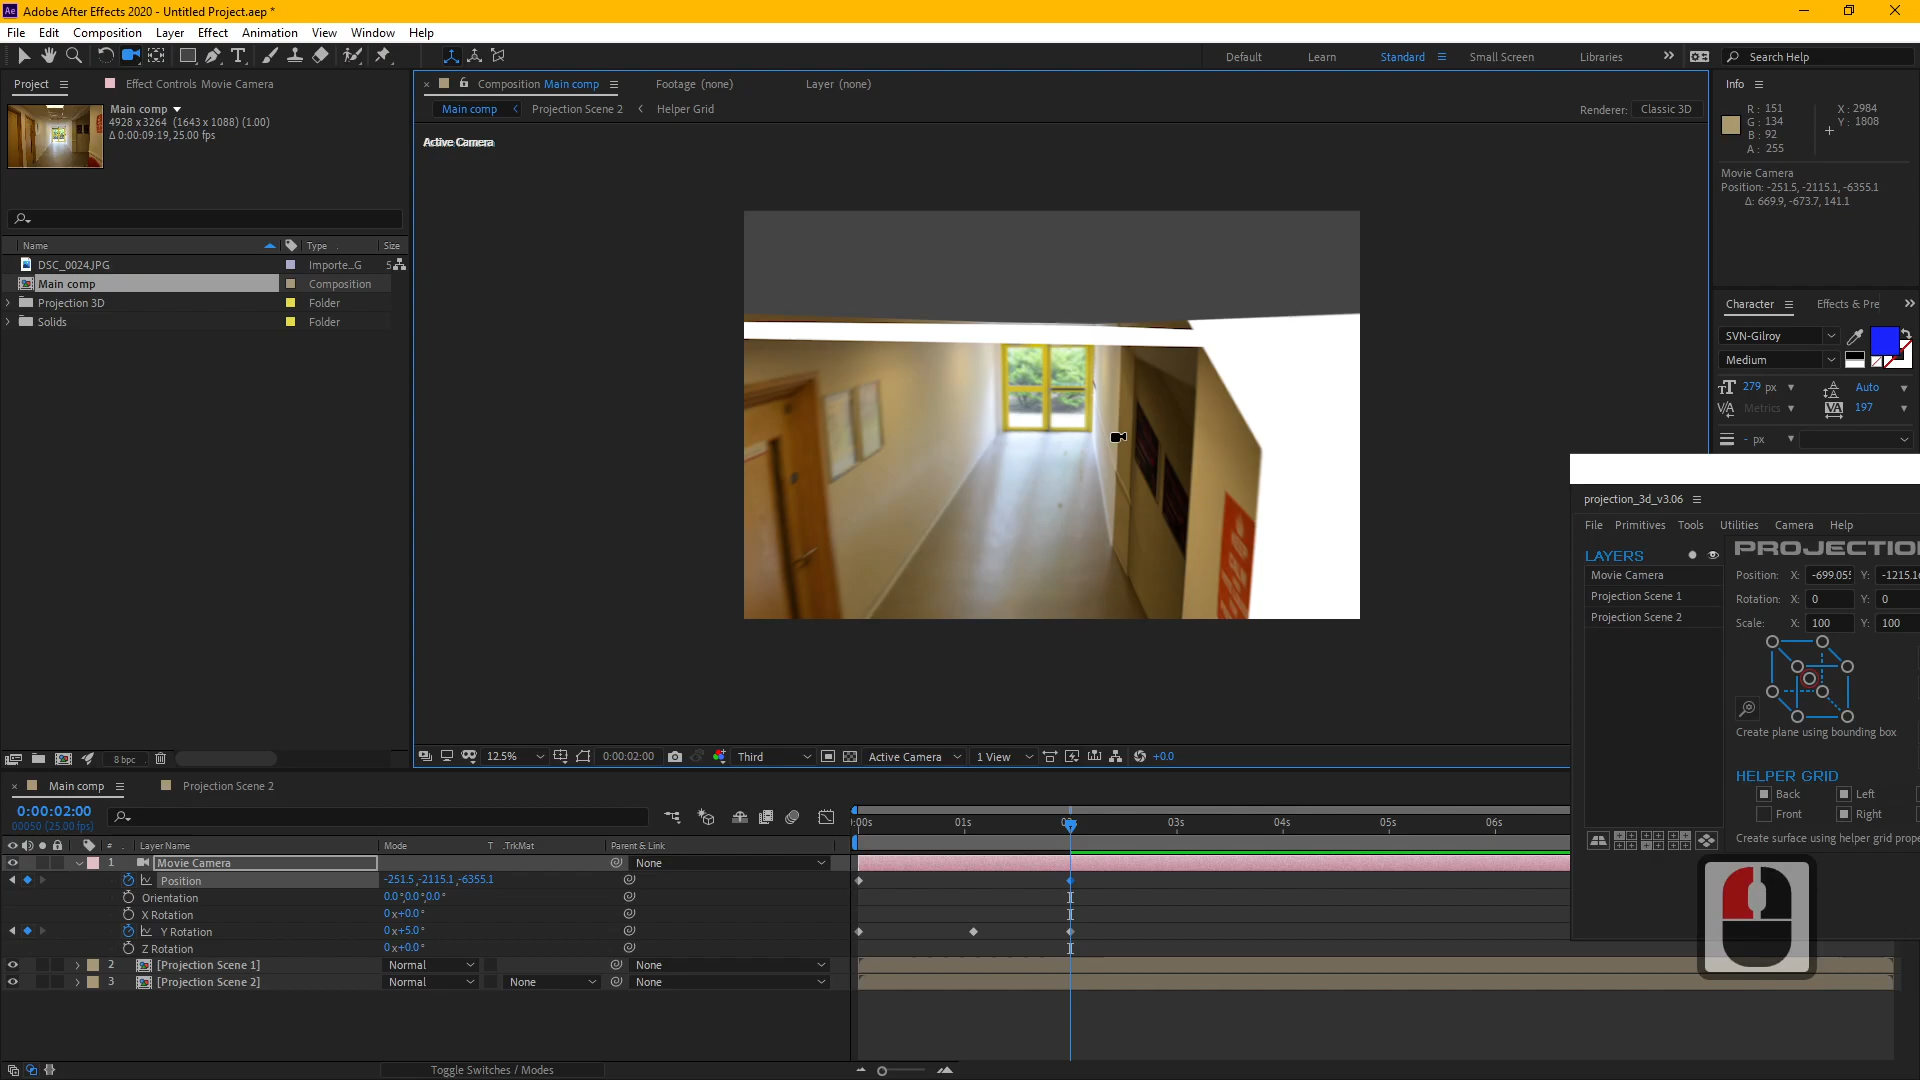 Adobe After Effects 2020 - Untitled Project.aep *
File Edit Composition Layer Effect Animation View Window Help
Default Learn Standard Small Screen Libraries Search Help
Project Effect Controls Movie Camera
Composition Main comp Footage (none) Layer (none)
Info
Main comp
4928 x 3264 (1643 x 1088) (1.00)
Δ 0:00:09:19, 25.00 fps
Main comp Projection Scene 2 Helper Grid
Renderer: Classic 3D
R : 151 X : 2984
G : 134 Y : 1808
B : 92
A : 255
Active Camera
Movie Camera
Position: -251.5, -2115.1, -6355.1
Δ: 669.9, -673.7, 141.1
Name Type Size
DSC_0024.JPG Importe...G 5
Main comp Composition
Projection 3D Folder
Solids Folder
Character Effects & Pre
SVN-Gilroy
Medium
279 px Auto
Metrics 197
- px
projection_3d_v3.06
File Primitives Tools Utilities Camera Help
LAYERS PROJECTIO
Movie Camera
Projection Scene 1
Projection Scene 2
Position: X: -699.05 Y: -1215.1
Rotation: X: 0 Y: 0
Scale: X: 100 Y: 100
Create plane using bounding box
HELPER GRID
Back Left
Front Right
Create surface using helper grid prope
8 bpc
12.5% 0:00:02:00 Third Active Camera 1 View +0.0
Main comp Projection Scene 2
0:00:02:00
00050 (25.00 fps)
:00s 01s 03s 04s 05s 06s
# Layer Name Mode T .TrkMat Parent & Link
1 Movie Camera None
Position -251.5 ,-2115.1 ,-6355.1
Orientation 0.0 °,0.0 °,0.0 °
X Rotation 0 x+0.0 °
Y Rotation 0 x+5.0 °
Z Rotation 0 x+0.0 °
2 [Projection Scene 1] Normal None
3 [Projection Scene 2] Normal None None
Toggle Switches / Modes